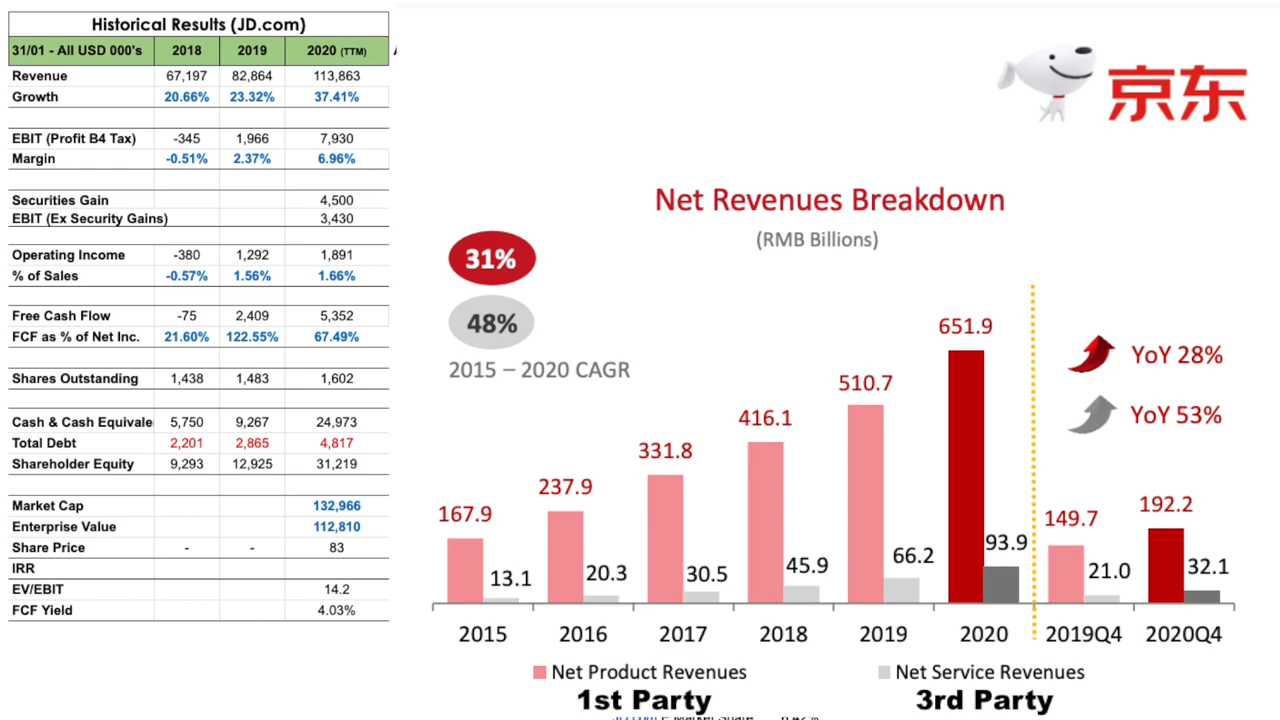 Historical Results (JD.com)
31/01 - All USD 000's 2018 2019 2020 (TTM)
Revenue 67,197 82,864 113,863
Growth 20.66% 23.32% 37.41%
EBIT (Profit B4 Tax) -345 1,966 7,930
Margin -0.51% 2.37% 6.96%
Securities Gain 4,500
EBIT (Ex Security Gains) 3,430
Operating Income -380 1,292 1,891
% of Sales -0.57% 1.56% 1.66%
Free Cash Flow -75 2,409 5,352
FCF as % of Net Inc. 21.60% 122.55% 67.49%
Shares Outstanding 1,438 1,483 1,602
Cash & Cash Equivale 5,750 9,267 24,973
Total Debt 2,201 2,865 4,817
Shareholder Equity 9,293 12,925 31,219
Market Cap 132,966
Enterprise Value 112,810
Share Price - - 83
IRR
EV/EBIT 14.2
FCF Yield 4.03%
京东
Net Revenues Breakdown
(RMB Billions)
31%
48%
2015 – 2020 CAGR
YoY 28%
YoY 53%
167.9 237.9 331.8 416.1 510.7 651.9 149.7 192.2
13.1 20.3 30.5 45.9 66.2 93.9 21.0 32.1
2015 2016 2017 2018 2019 2020 2019Q4 2020Q4
Net Product Revenues Net Service Revenues
1st Party 3rd Party